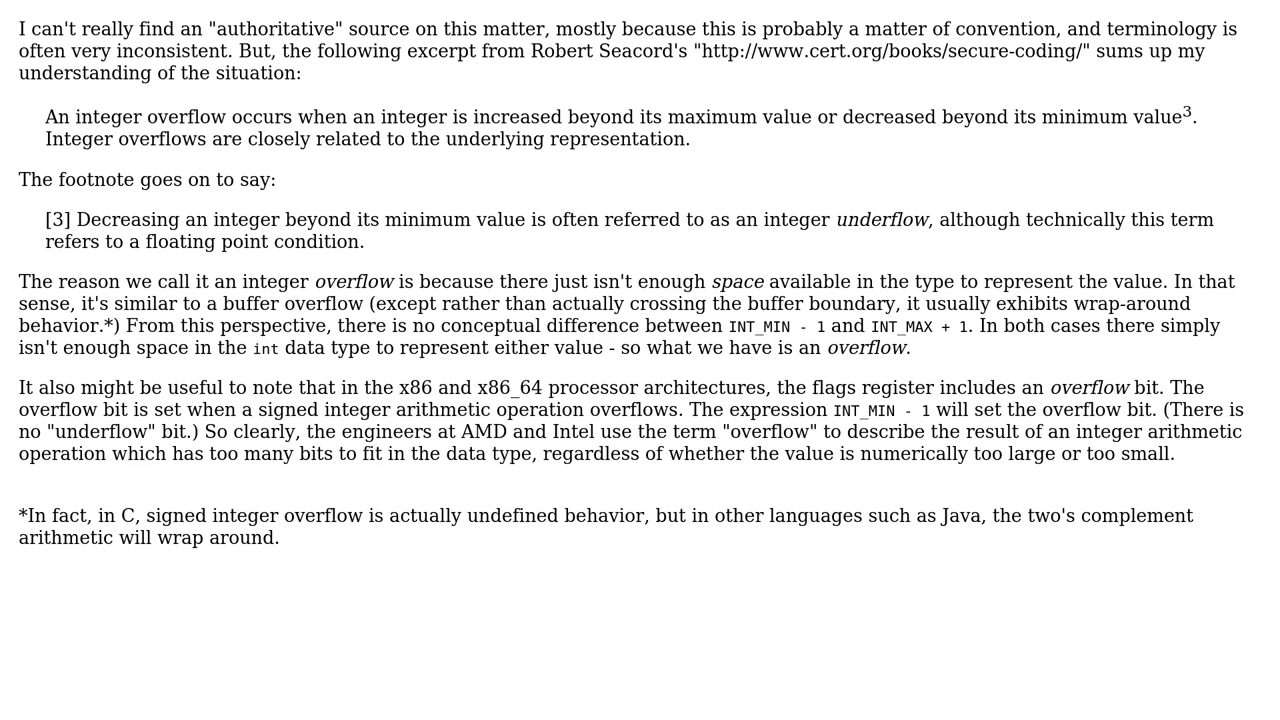 I can't really find an "authoritative" source on this matter, mostly because this is probably a matter of convention, and terminology is
often very inconsistent. But, the following excerpt from Robert Seacord's "http://www.cert.org/books/secure-coding/" sums up my
understanding of the situation:
An integer overflow occurs when an integer is increased beyond its maximum value or decreased beyond its minimum value3.
Integer overflows are closely related to the underlying representation.
The footnote goes on to say:
[3] Decreasing an integer beyond its minimum value is often referred to as an integer underflow, although technically this term
refers to a floating point condition.
The reason we call it an integer overflow is because there just isn't enough space available in the type to represent the value. In that
sense, it's similar to a buffer overflow (except rather than actually crossing the buffer boundary, it usually exhibits wrap-around
behavior.*) From this perspective, there is no conceptual difference between INT_MIN - 1 and INT_MAX + 1. In both cases there simply
isn't enough space in the int data type to represent either value - so what we have is an overflow.
It also might be useful to note that in the x86 and x86_64 processor architectures, the flags register includes an overflow bit. The
overflow bit is set when a signed integer arithmetic operation overflows. The expression INT_MIN - 1 will set the overflow bit. (There is
no "underflow" bit.) So clearly, the engineers at AMD and Intel use the term "overflow" to describe the result of an integer arithmetic
operation which has too many bits to fit in the data type, regardless of whether the value is numerically too large or too small.
*In fact, in C, signed integer overflow is actually undefined behavior, but in other languages such as Java, the two's complement
arithmetic will wrap around.